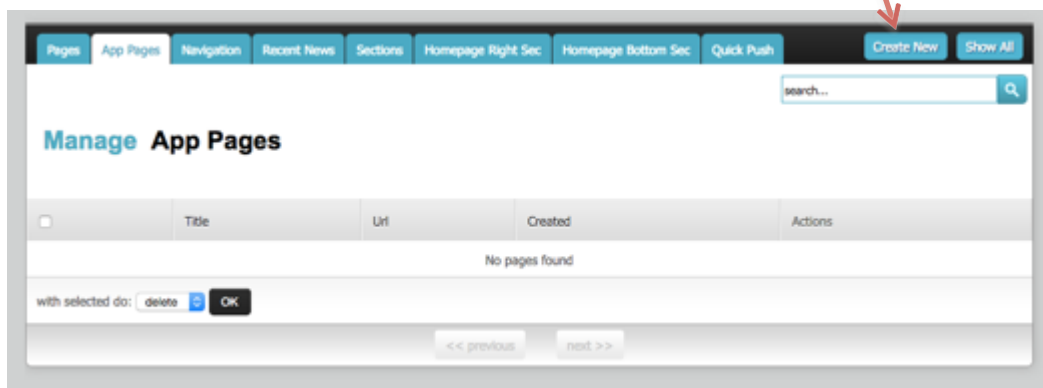 Pages App Pages Navigation Recent News Sections Homepage Right Sec Homepage Bottom Sec Quick Push Create New Show All
search...
Manage App Pages
Title Url Created Actions
No pages found
with selected do: delete OK
<< previous next >>